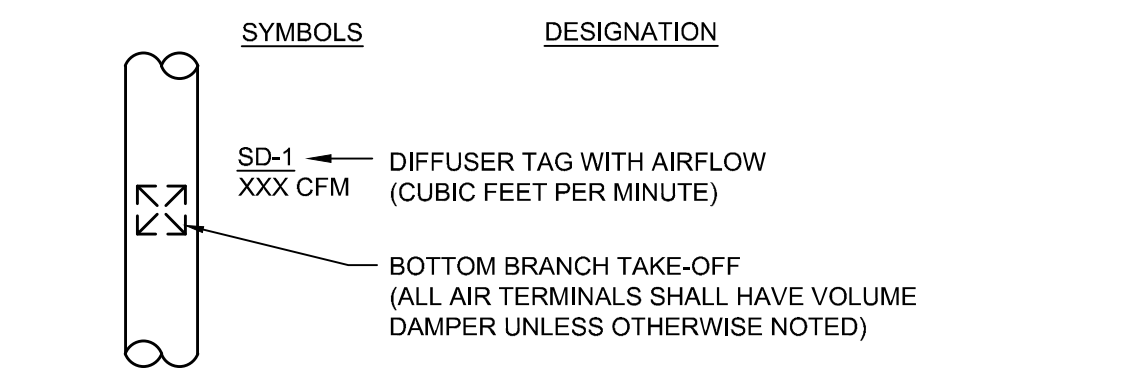 SYMBOLS DESIGNATION
SD-1 DIFFUSER TAG WITH AIRFLOW
XXX CFM (CUBIC FEET PER MINUTE)
BOTTOM BRANCH TAKE-OFF
(ALL AIR TERMINALS SHALL HAVE VOLUME
DAMPER UNLESS OTHERWISE NOTED)